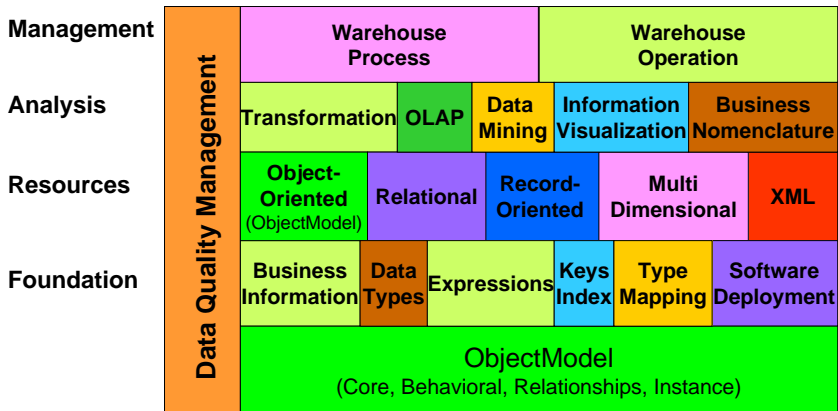 Management
Data Quality Management
Warehouse
Process
Warehouse
Operation
Analysis
Transformation
OLAP
Data
Mining
Information
Visualization
Business
Nomenclature
Resources
Object-
Oriented
(ObjectModel)
Relational
Record-
Oriented
Multi
Dimensional
XML
Foundation
Business
Information
Data
Types
Expressions
Keys
Index
Type
Mapping
Software
Deployment
ObjectModel
(Core, Behavioral, Relationships, Instance)